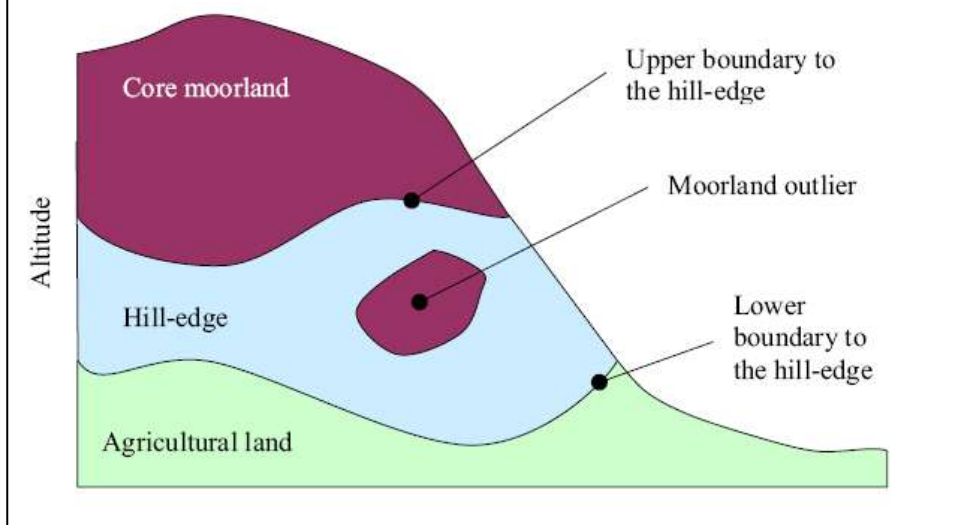 Core moorland
Upper boundary to
the hill-edge
Moorland outlier
Altitude
Hill-edge
Lower
boundary to
the hill-edge
Agricultural land